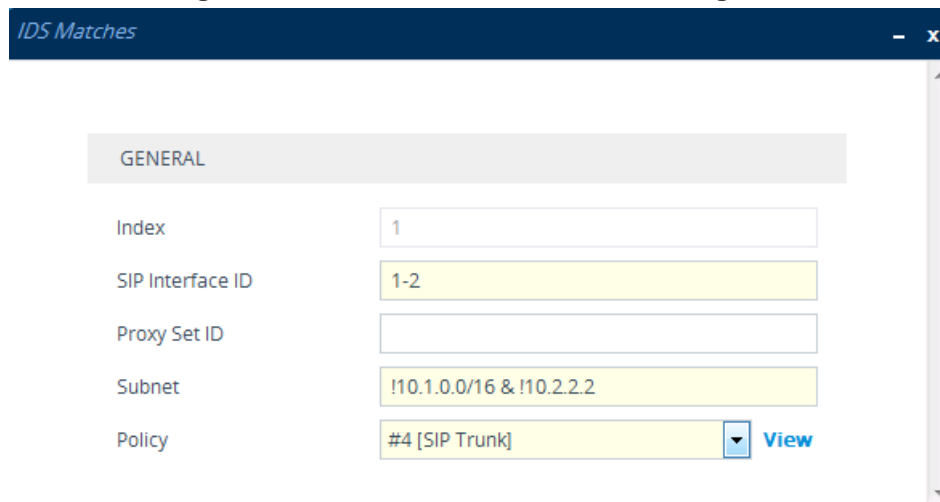 IDS Matches – x
GENERAL
Index 1
SIP Interface ID 1-2
Proxy Set ID
Subnet !10.1.0.0/16 & !10.2.2.2
Policy #4 [SIP Trunk] View